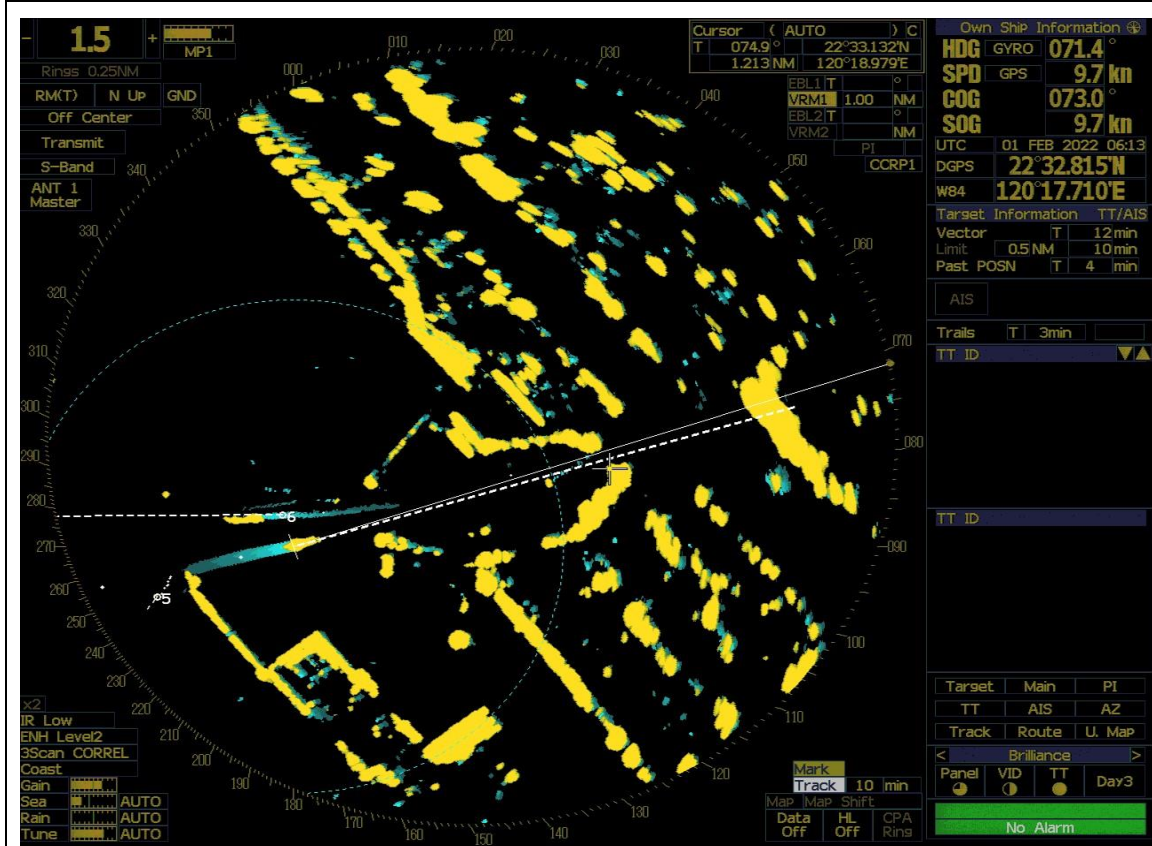 - 1.5 +
MP1
Rings 0.25NM
RM(T) N Up GND
Off Center
Transmit
S-Band
ANT 1
Master
Cursor ( AUTO ) C
T 074.9 ° 22°33.132'N
1.213 NM 120°18.979'E
EBL1 T °
VRM1 1.00 NM
EBL2 T °
VRM2 NM
PI
CCRP1
Own Ship Information
HDG GYRO 071.4 °
SPD GPS 9.7 kn
COG 073.0 °
SOG 9.7 kn
UTC 01 FEB 2022 06:13
DGPS 22°32.815'N
W84 120°17.710'E
Target Information TT/AIS
Vector T 12min
Limit 0.5 NM 10min
Past POSN T 4 min
AIS
Trails T 3min
TT ID
TT ID
000
010
020
030
040
050
060
070
080
090
100
110
120
130
140
150
160
170
180
190
200
210
220
230
240
250
260
270
280
290
300
310
320
330
340
350
6
5
x2
IR Low
ENH Level2
3Scan CORREL
Coast
Gain
Sea AUTO
Rain AUTO
Tune AUTO
Mark
Track 10 min
Map Map Shift
Data Off HL Off CPA Ring
Target Main PI
TT AIS AZ
Track Route U. Map
< Brilliance >
Panel VID TT Day3
No Alarm